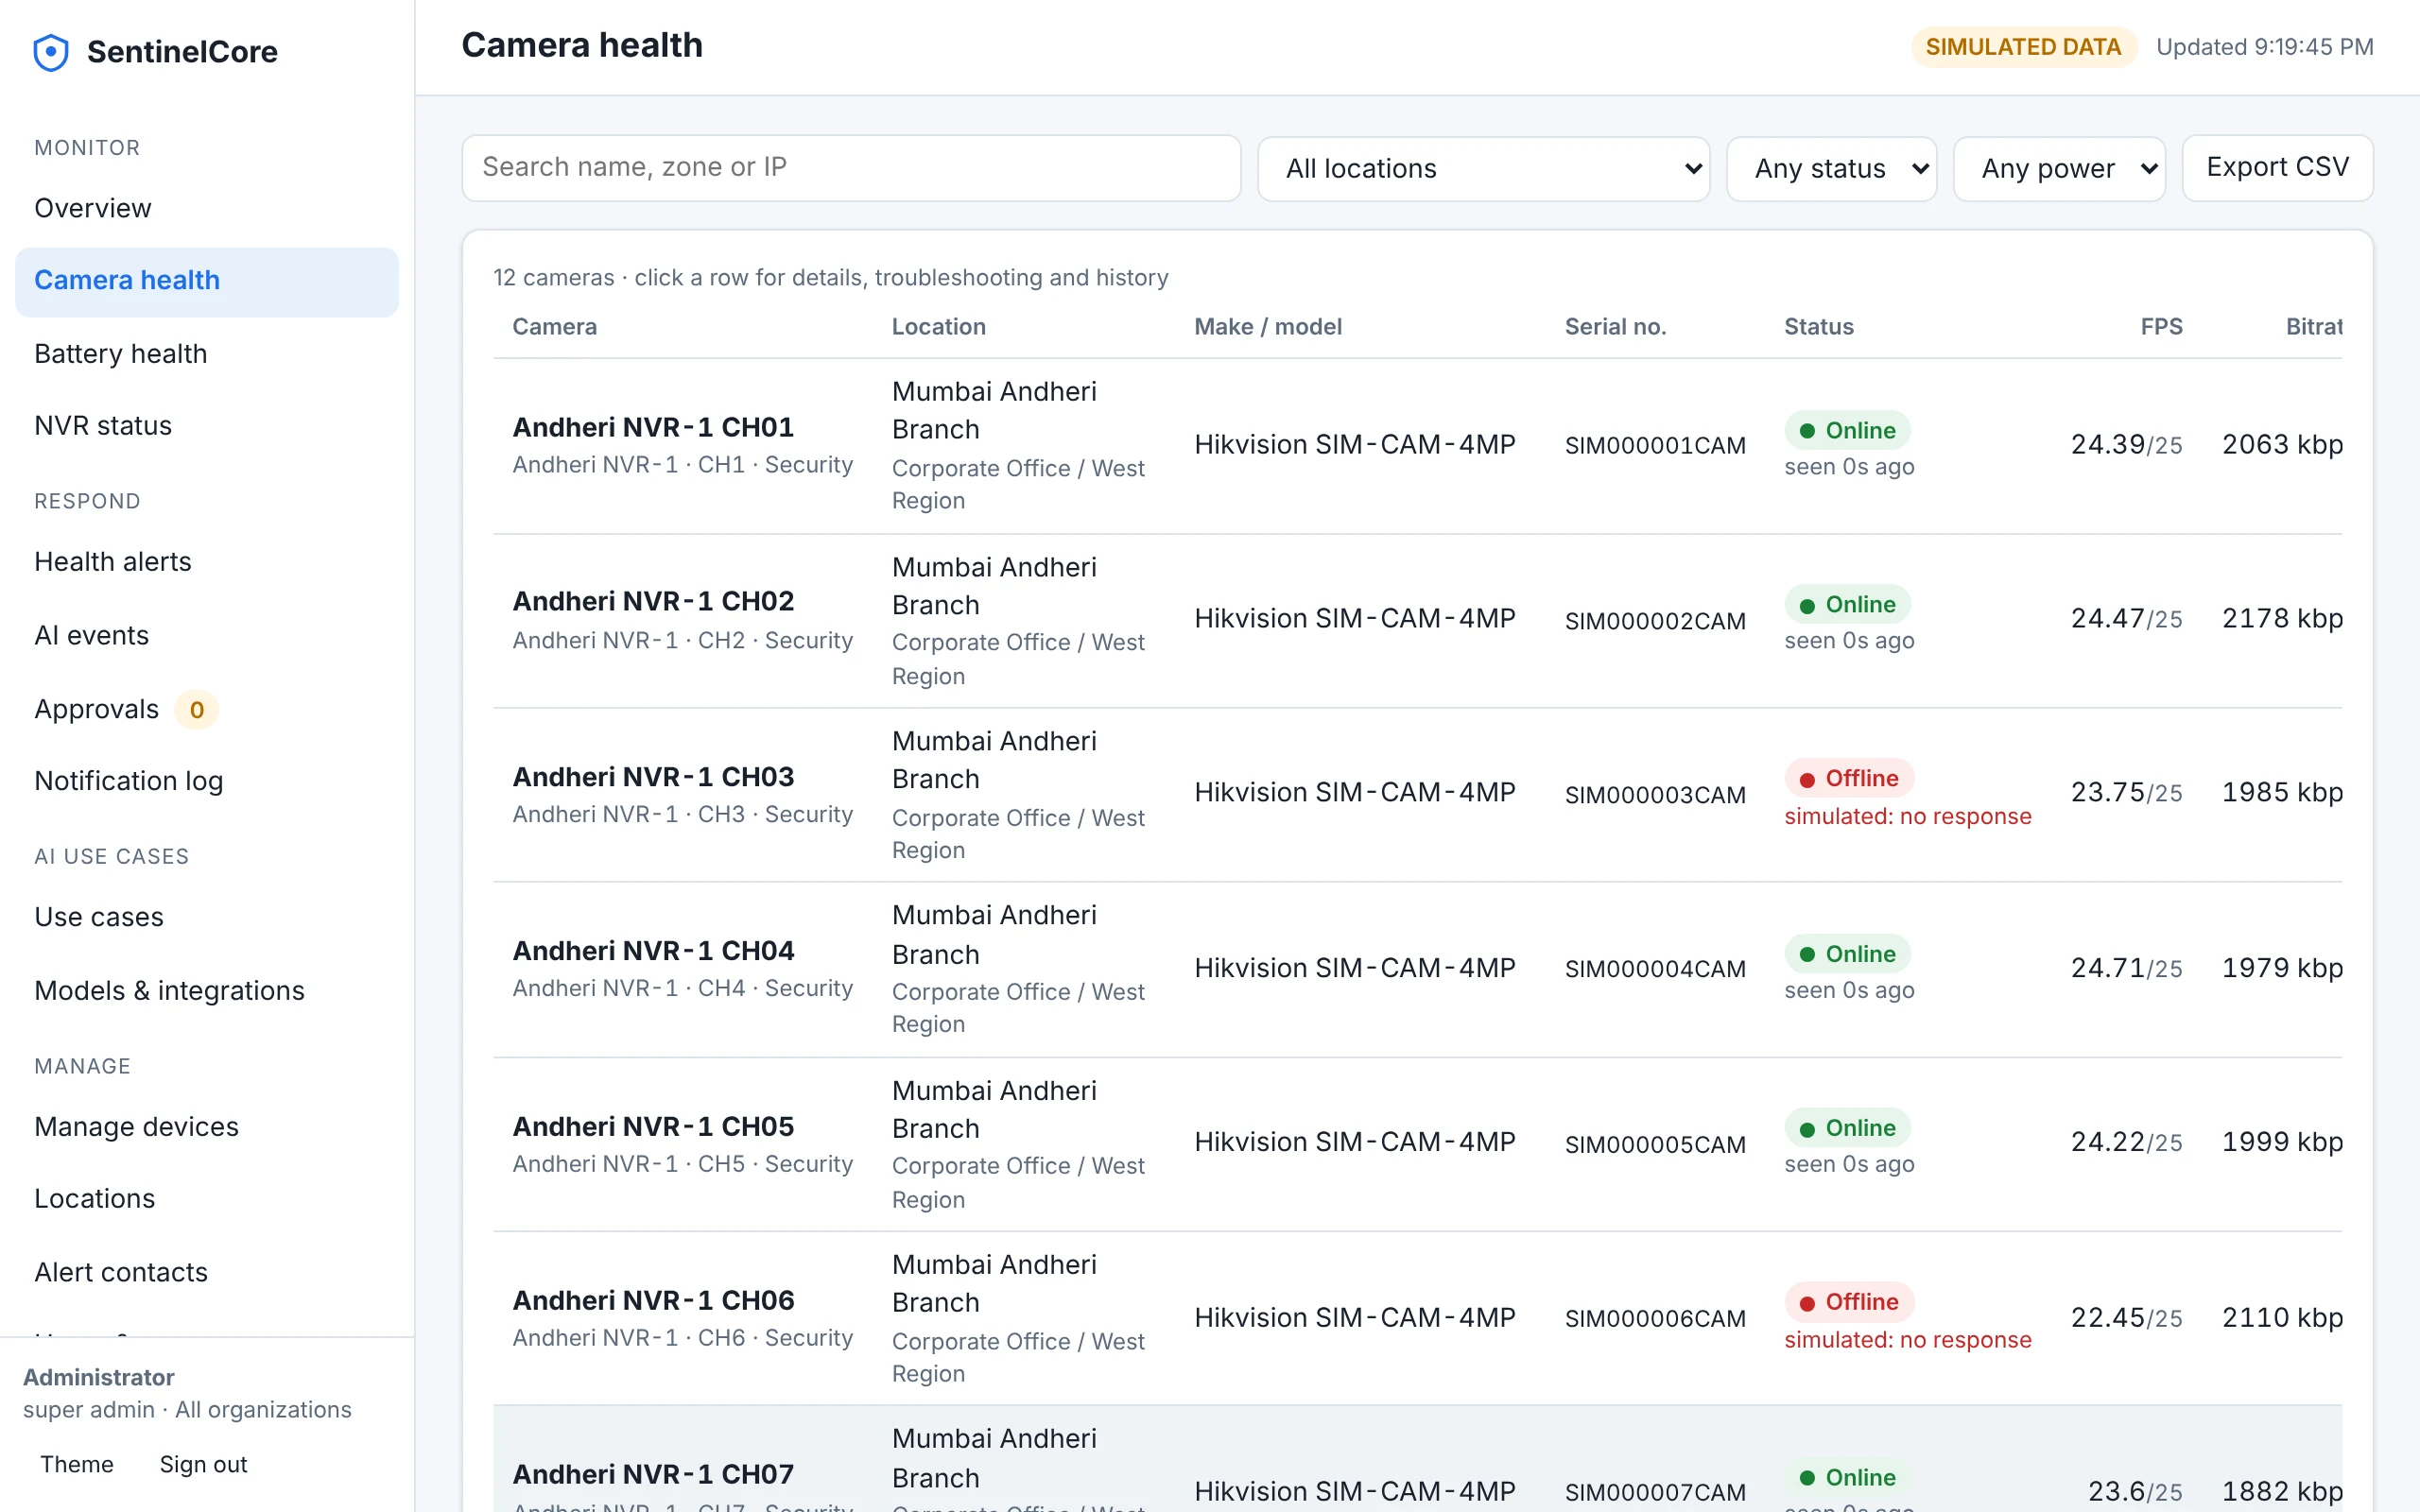 SentinelCore
MONITOR
Overview
Camera health
Battery health
NVR status
RESPOND
Health alerts
AI events
Approvals 0
Notification log
AI USE CASES
Use cases
Models & integrations
MANAGE
Manage devices
Locations
Alert contacts
Administrator
super admin · All organizations
Theme Sign out
Camera health
SIMULATED DATA Updated 9:19:45 PM
Search name, zone or IP All locations Any status Any power Export CSV
12 cameras · click a row for details, troubleshooting and history
Camera Location Make / model Serial no. Status FPS Bitrat
Mumbai Andheri
Branch
Andheri NVR-1 CH01
Andheri NVR-1 · CH1 · Security
Corporate Office / West
Region
Hikvision SIM-CAM-4MP SIM000001CAM
Online
seen 0s ago
24.39/25 2063 kbp
Mumbai Andheri
Branch
Andheri NVR-1 CH02
Andheri NVR-1 · CH2 · Security
Corporate Office / West
Region
Hikvision SIM-CAM-4MP SIM000002CAM
Online
seen 0s ago
24.47/25 2178 kbp
Mumbai Andheri
Branch
Andheri NVR-1 CH03
Andheri NVR-1 · CH3 · Security
Corporate Office / West
Region
Hikvision SIM-CAM-4MP SIM000003CAM
Offline
simulated: no response
23.75/25 1985 kbp
Mumbai Andheri
Branch
Andheri NVR-1 CH04
Andheri NVR-1 · CH4 · Security
Corporate Office / West
Region
Hikvision SIM-CAM-4MP SIM000004CAM
Online
seen 0s ago
24.71/25 1979 kbp
Mumbai Andheri
Branch
Andheri NVR-1 CH05
Andheri NVR-1 · CH5 · Security
Corporate Office / West
Region
Hikvision SIM-CAM-4MP SIM000005CAM
Online
seen 0s ago
24.22/25 1999 kbp
Mumbai Andheri
Branch
Andheri NVR-1 CH06
Andheri NVR-1 · CH6 · Security
Corporate Office / West
Region
Hikvision SIM-CAM-4MP SIM000006CAM
Offline
simulated: no response
22.45/25 2110 kbp
Mumbai Andheri
Branch
Andheri NVR-1 CH07
Hikvision SIM-CAM-4MP SIM000007CAM
Online
23.6/25 1882 kbp